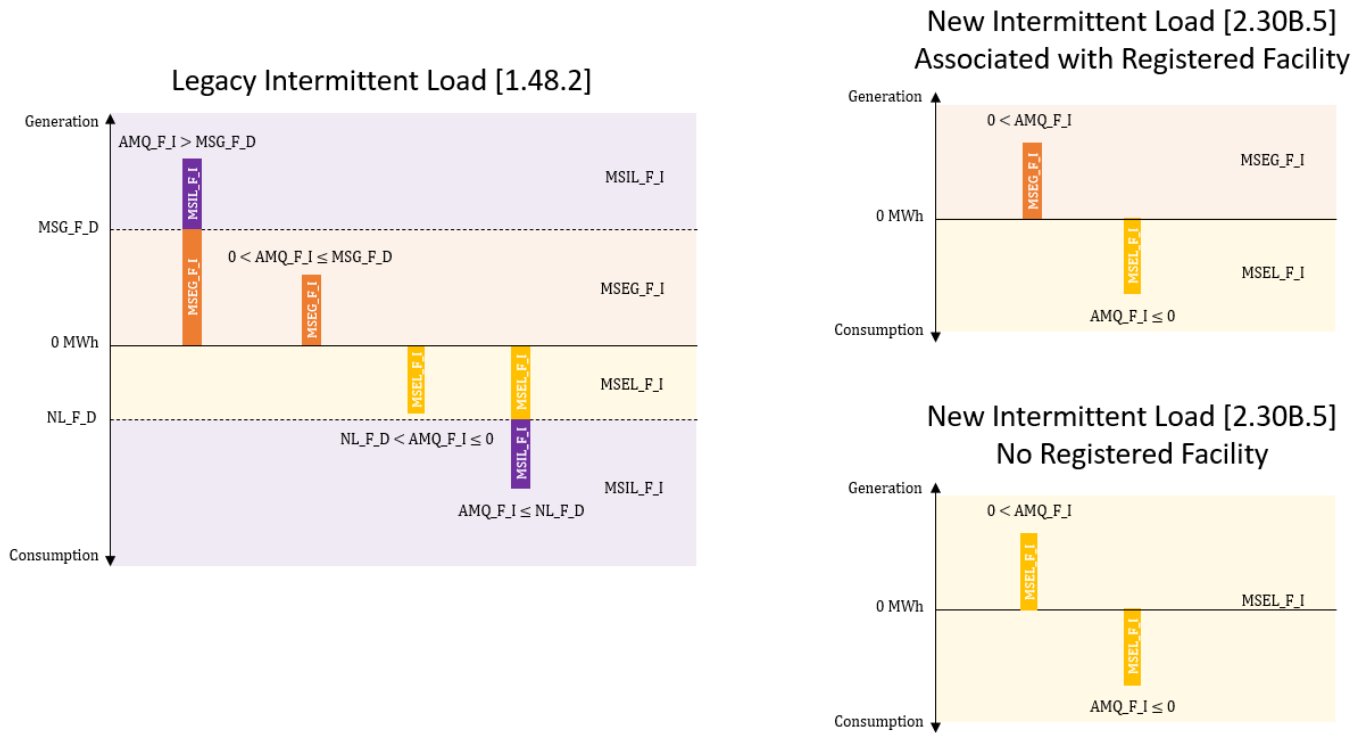 Legacy Intermittent Load [1.48.2]
Generation
AMQ_F_I > MSG_F_D
MSIL_F_I
MSIL_F_I
MSG_F_D
0 < AMQ_F_I ≤ MSG_F_D
MSEG_F_I
MSEG_F_I
MSEG_F_I
0 MWh
MSEL_F_I
MSEL_F_I
MSEL_F_I
NL_F_D
NL_F_D < AMQ_F_I ≤ 0
MSIL_F_I
MSIL_F_I
AMQ_F_I ≤ NL_F_D
Consumption
New Intermittent Load [2.30B.5]
Associated with Registered Facility
Generation
0 < AMQ_F_I
MSEG_F_I
MSEG_F_I
0 MWh
MSEL_F_I
MSEL_F_I
AMQ_F_I ≤ 0
Consumption
New Intermittent Load [2.30B.5]
No Registered Facility
Generation
0 < AMQ_F_I
MSEL_F_I
MSEL_F_I
0 MWh
MSEL_F_I
AMQ_F_I ≤ 0
Consumption